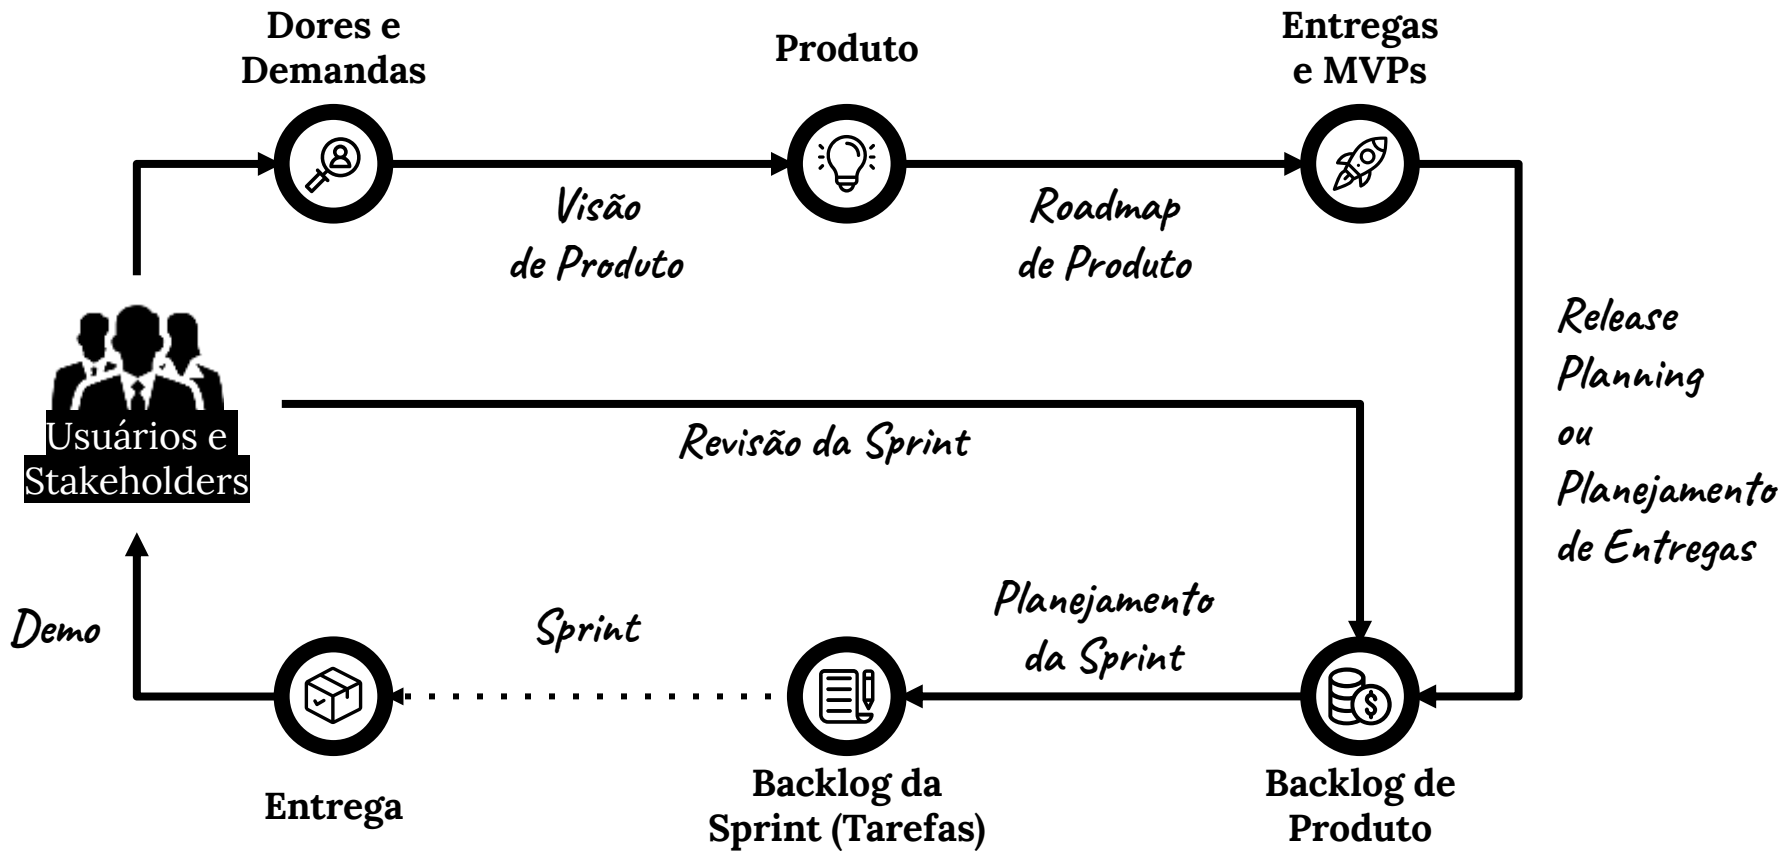 Dores e
Demandas
Produto
Entregas
e MVPs
Visão
de Produto
Roadmap
de Produto
Release
Planning
ou
Planejamento
de Entregas
Usuários e
Stakeholders
Revisão da Sprint
Demo
Sprint
Planejamento
da Sprint
Entrega
Backlog da
Sprint (Tarefas)
Backlog de
Produto
$